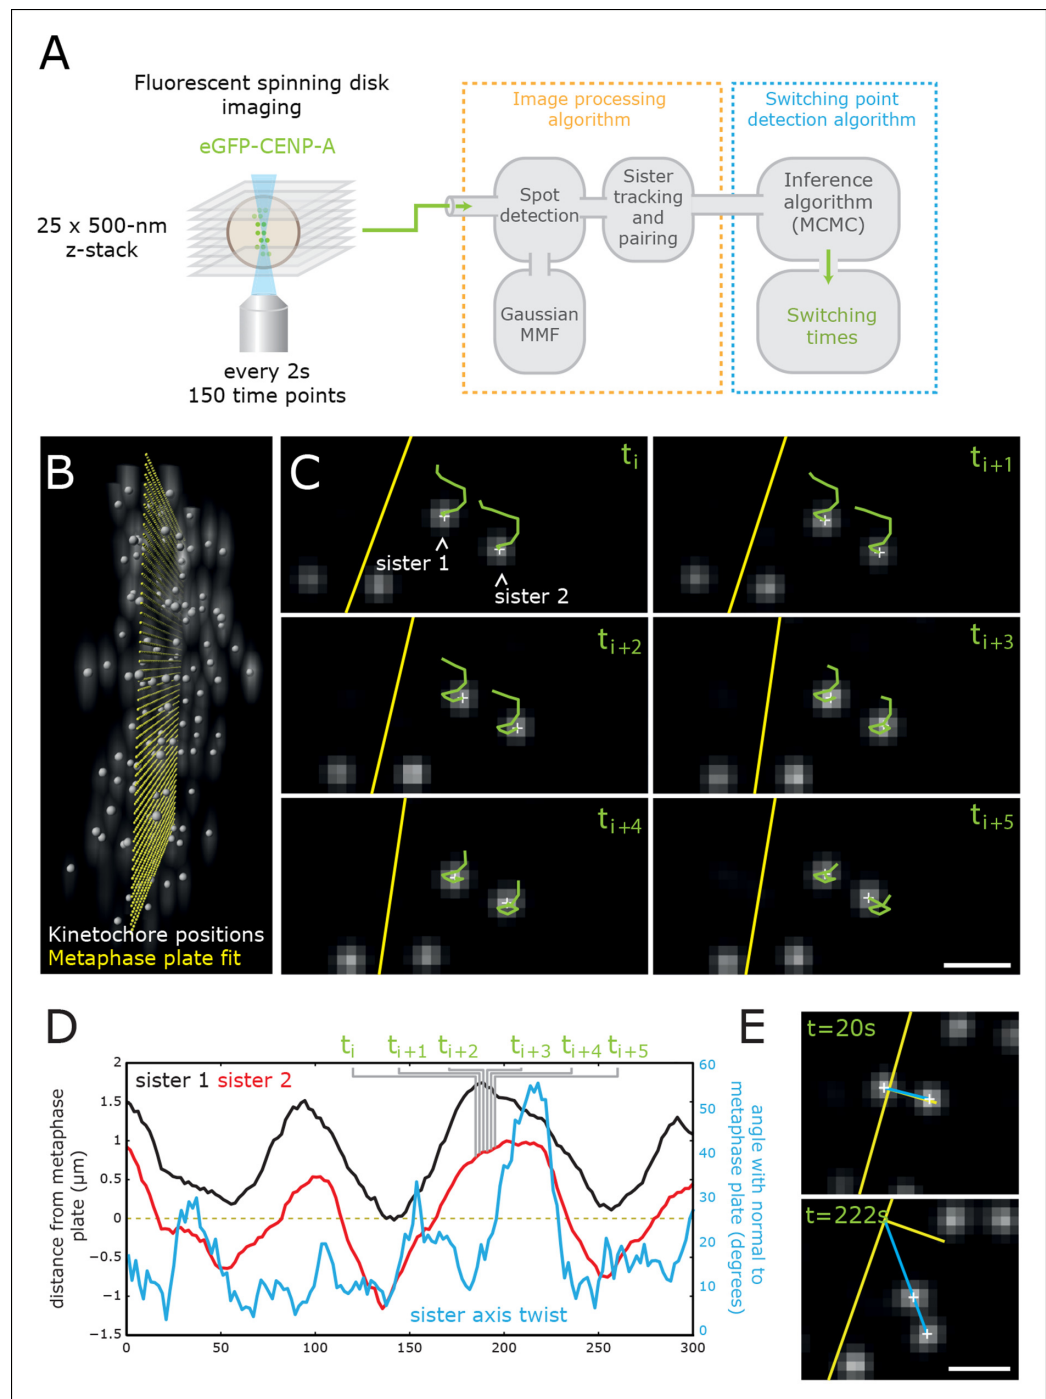 A
Fluorescent spinning disk
imaging
eGFP-CENP-A
25 x 500-nm
z-stack
every 2s
150 time points
Image processing
algorithm
Spot
detection
Sister
tracking
and
pairing
Gaussian
MMF
Switching point
detection algorithm
Inference
algorithm
(MCMC)
Switching
times
B
Kinetochore positions
Metaphase plate fit
C
ti
sister 1
sister 2
ti+1
ti+2
ti+3
ti+4
ti+5
D
ti ti+1 ti+2 ti+3 ti+4 ti+5
sister 1 sister 2
distance from metaphase
plate (µm)
2
1.5
1
0.5
0
−0.5
−1
−1.5
0 50 100 150 200 250 300
sister axis twist
60
50
40
30
20
10
0
angle with normal to
metaphase plate (degrees)
E
t=20s
t=222s